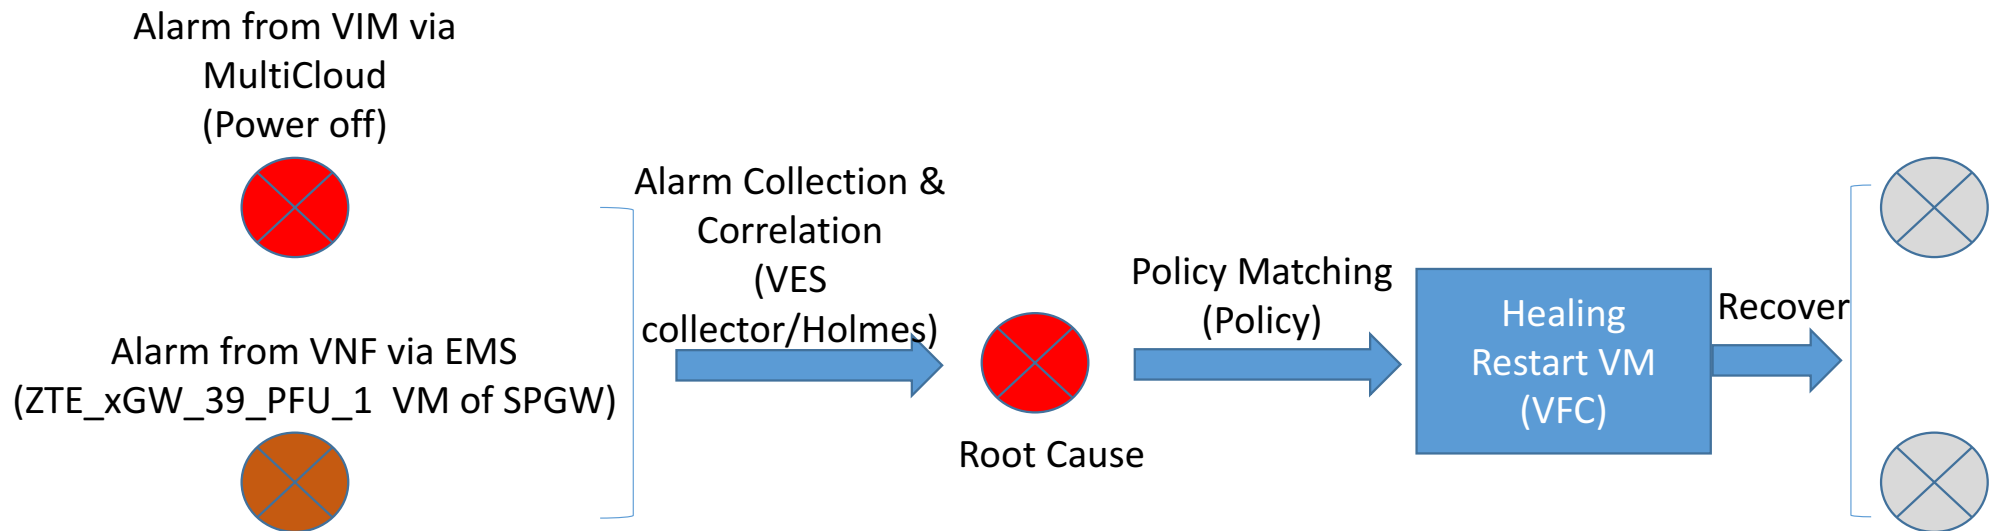 Alarm from VIM via
MultiCloud
(Power off)
Alarm from VNF via EMS
(ZTE_xGW_39_PFU_1 VM of SPGW)
Alarm Collection &
Correlation
(VES
collector/Holmes)
Root Cause
Policy Matching
(Policy)
Healing
Restart VM
(VFC)
Recover